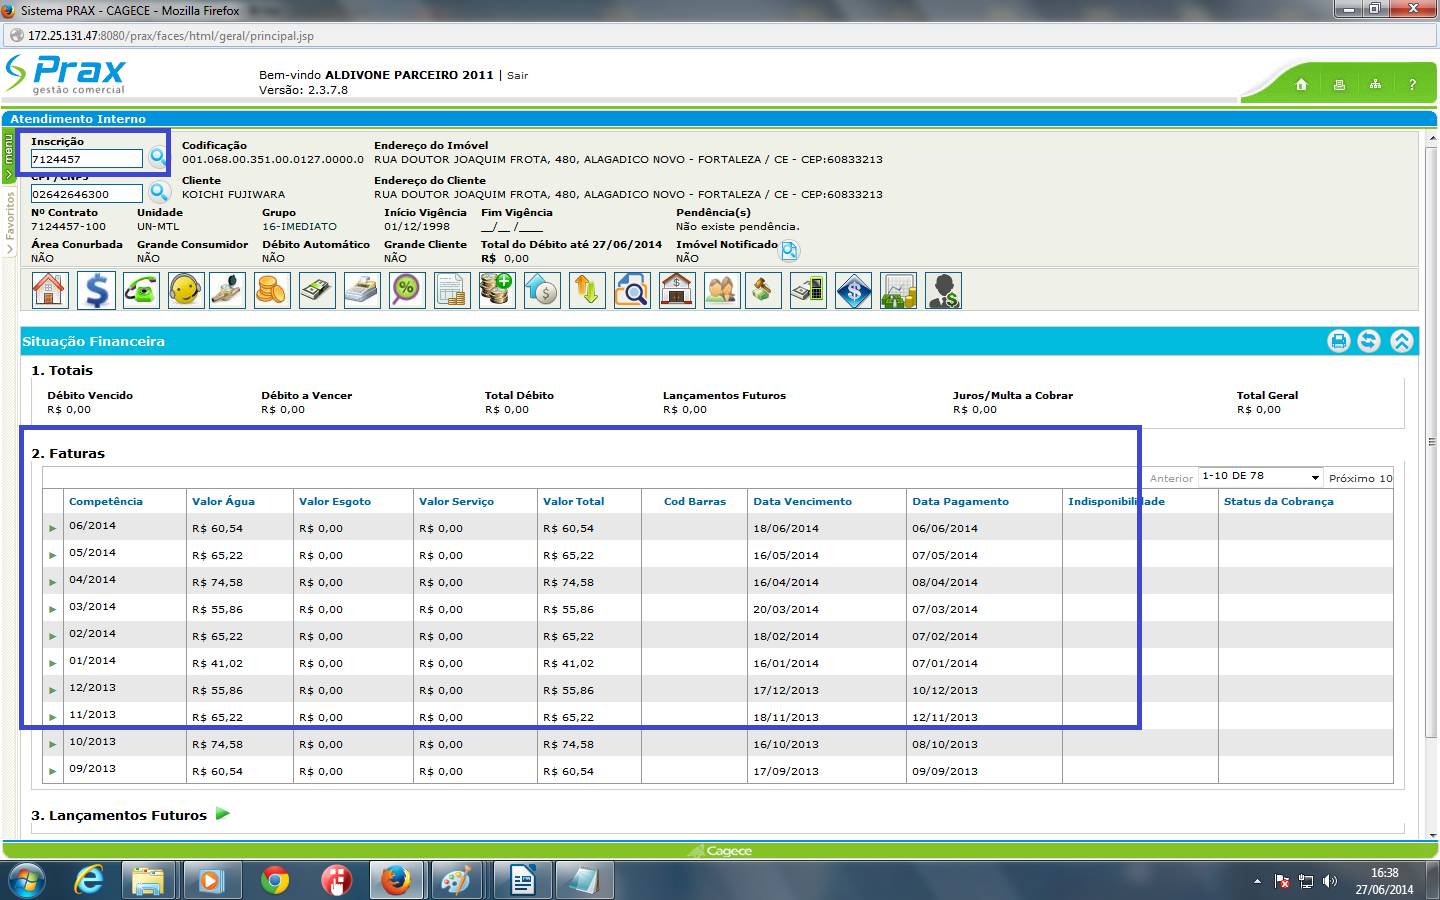 Sistema PRAX - CAGECE - Mozilla Firefox
172.25.131.47:8080/prax/faces/html/geral/principal.jsp
Prax
gestão comercial
Bem-vindo ALDIVONE PARCEIRO 2011 | Sair
Versão: 2.3.7.8
?
Atendimento Interno
menu
Favoritos
Inscrição Codificação Endereço do Imóvel
7124457 001.068.00.351.00.0127.0000.0 RUA DOUTOR JOAQUIM FROTA, 480, ALAGADICO NOVO - FORTALEZA / CE - CEP:60833213
CPF/CNPJ Cliente Endereço do Cliente
02642646300 KOICHI FUJIWARA RUA DOUTOR JOAQUIM FROTA, 480, ALAGADICO NOVO - FORTALEZA / CE - CEP:60833213
Nº Contrato Unidade Grupo Início Vigência Fim Vigência Pendência(s)
7124457-100 UN-MTL 16-IMEDIATO 01/12/1998 __/__ /____ Não existe pendência.
Área Conurbada Grande Consumidor Débito Automático Grande Cliente Total do Débito até 27/06/2014 Imóvel Notificado
NÃO NÃO NÃO NÃO R$ 0,00 NÃO
Situação Financeira
1. Totais
Débito Vencido Débito a Vencer Total Débito Lançamentos Futuros Juros/Multa a Cobrar Total Geral
R$ 0,00 R$ 0,00 R$ 0,00 R$ 0,00 R$ 0,00 R$ 0,00
2. Faturas
Anterior 1-10 DE 78 Próximo 10
Competência Valor Água Valor Esgoto Valor Serviço Valor Total Cod Barras Data Vencimento Data Pagamento Indisponibilidade Status da Cobrança
06/2014 R$ 60,54 R$ 0,00 R$ 0,00 R$ 60,54 18/06/2014 06/06/2014
05/2014 R$ 65,22 R$ 0,00 R$ 0,00 R$ 65,22 16/05/2014 07/05/2014
04/2014 R$ 74,58 R$ 0,00 R$ 0,00 R$ 74,58 16/04/2014 08/04/2014
03/2014 R$ 55,86 R$ 0,00 R$ 0,00 R$ 55,86 20/03/2014 07/03/2014
02/2014 R$ 65,22 R$ 0,00 R$ 0,00 R$ 65,22 18/02/2014 07/02/2014
01/2014 R$ 41,02 R$ 0,00 R$ 0,00 R$ 41,02 16/01/2014 07/01/2014
12/2013 R$ 55,86 R$ 0,00 R$ 0,00 R$ 55,86 17/12/2013 10/12/2013
11/2013 R$ 65,22 R$ 0,00 R$ 0,00 R$ 65,22 18/11/2013 12/11/2013
10/2013 R$ 74,58 R$ 0,00 R$ 0,00 R$ 74,58 16/10/2013 08/10/2013
09/2013 R$ 60,54 R$ 0,00 R$ 0,00 R$ 60,54 17/09/2013 09/09/2013
3. Lançamentos Futuros
Cagece
16:38
27/06/2014